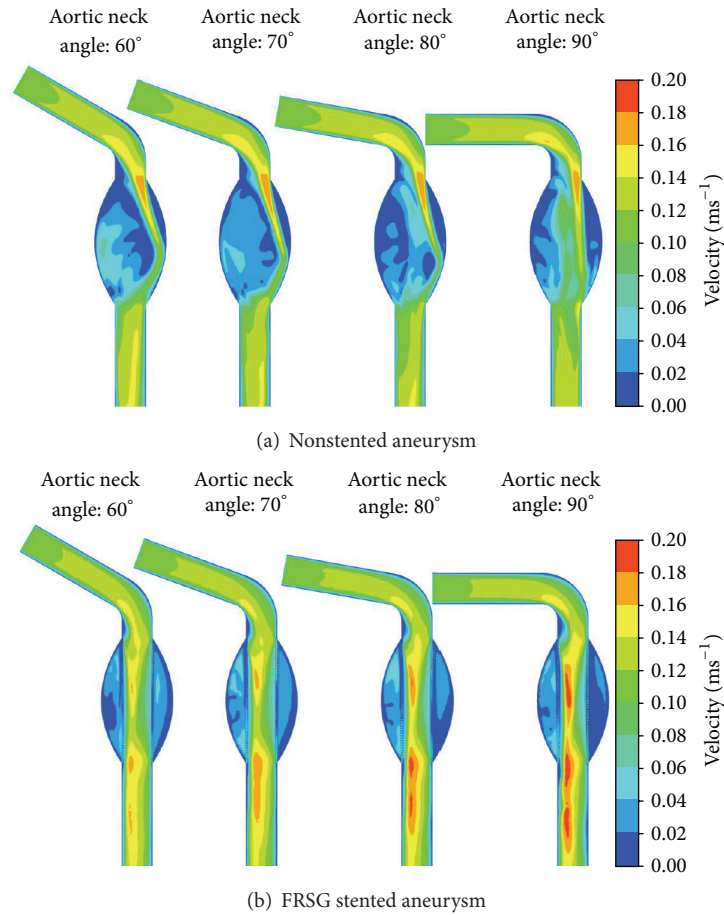 Aortic neck
angle: 60°
Aortic neck
angle: 70°
Aortic neck
angle: 80°
Aortic neck
angle: 90°
0.20
0.18
0.16
0.14
0.12
0.10
0.08
0.06
0.04
0.02
0.00
Velocity (ms⁻¹)
(a) Nonstented aneurysm
Aortic neck
angle: 60°
Aortic neck
angle: 70°
Aortic neck
angle: 80°
Aortic neck
angle: 90°
0.20
0.18
0.16
0.14
0.12
0.10
0.08
0.06
0.04
0.02
0.00
Velocity (ms⁻¹)
(b) FRSG stented aneurysm